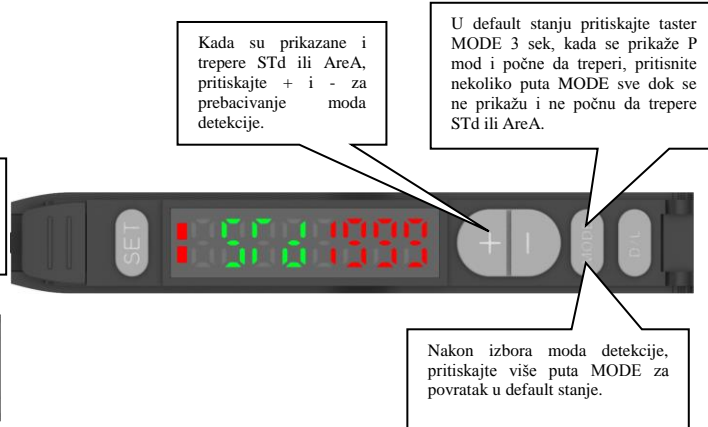 Kada su prikazane i
trepere STd ili AreA,
pritiskajte + i - za
prebacivanje moda
detekcije.
U default stanju pritiskajte taster
MODE 3 sek, kada se prikaže P
mod i počne da treperi, pritisnite
nekoliko puta MODE sve dok se
ne prikažu i ne počnu da trepere
STd ili AreA.
SET
STd 1999
+ -
MODE
D/L
Nakon izbora moda detekcije,
pritiskajte više puta MODE za
povratak u default stanje.